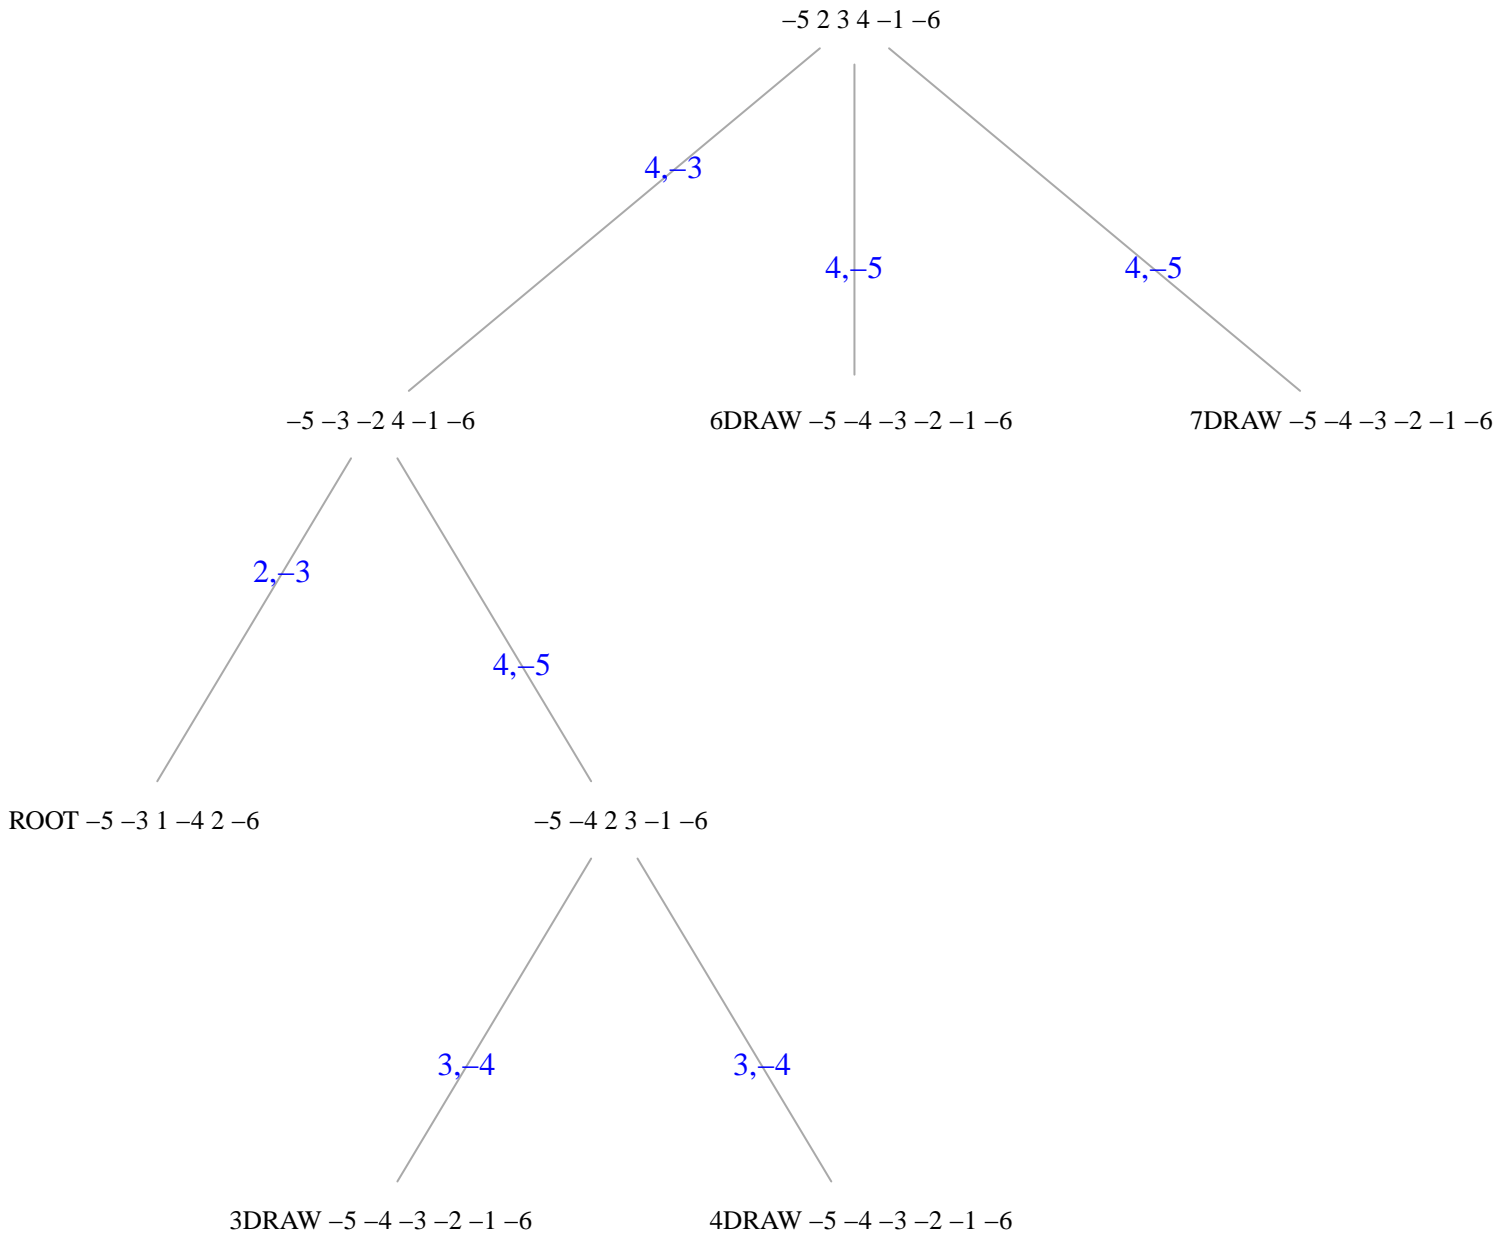 –5 2 3 4 –1 –6
4,–3
4,–5
4,–5
–5 –3 –2 4 –1 –6
6DRAW –5 –4 –3 –2 –1 –6
7DRAW –5 –4 –3 –2 –1 –6
2,–3
4,–5
ROOT –5 –3 1 –4 2 –6
–5 –4 2 3 –1 –6
3,–4
3,–4
3DRAW –5 –4 –3 –2 –1 –6
4DRAW –5 –4 –3 –2 –1 –6